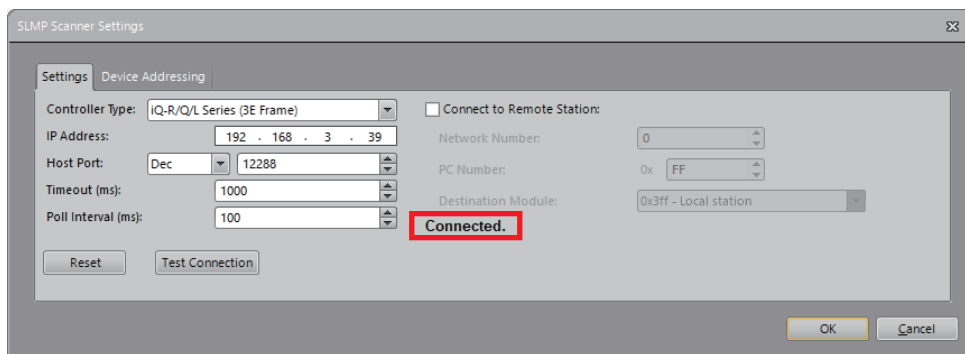 SLMP Scanner Settings
Settings Device Addressing
Controller Type: iQ-R/Q/L Series (3E Frame) Connect to Remote Station:
IP Address: 192 . 168 . 3 . 39 Network Number: 0
Host Port: Dec 12288 PC Number: 0x FF
Timeout (ms): 1000 Destination Module: 0x3ff - Local station
Poll Interval (ms): 100 Connected.
Reset Test Connection
OK Cancel